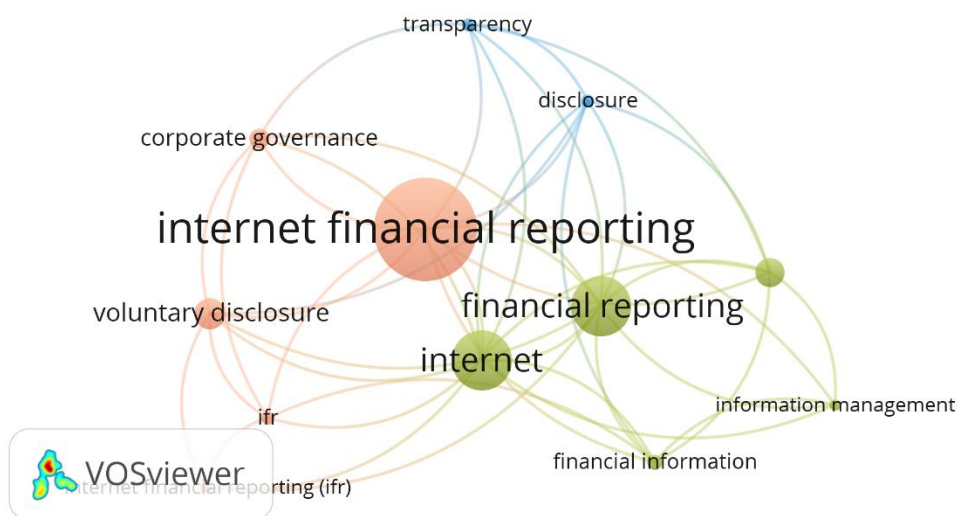 transparency
disclosure
corporate governance
internet financial reporting
financial reporting
voluntary disclosure
internet
information management
ifr
financial information
VOSviewer
internet financial reporting (ifr)